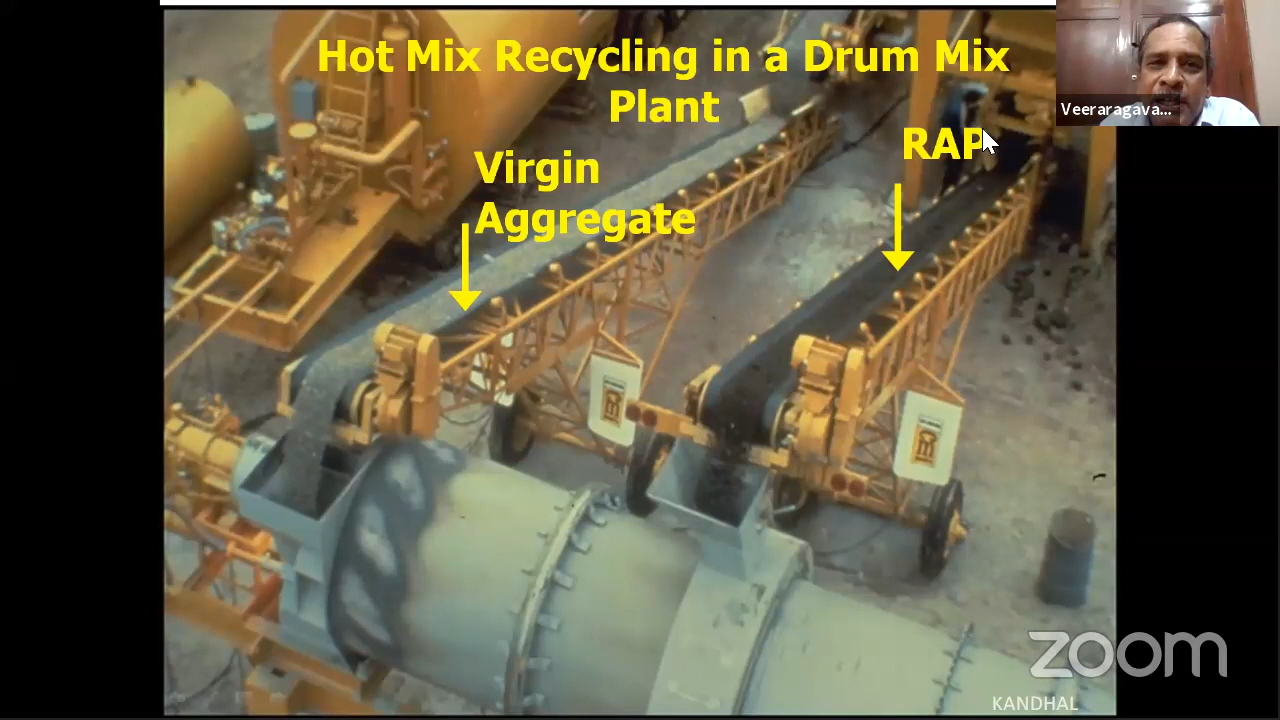 Hot Mix Recycling in a Drum Mix
Plant
Veeraragava...
RAP
Virgin
Aggregate
zoom
KANDHAL